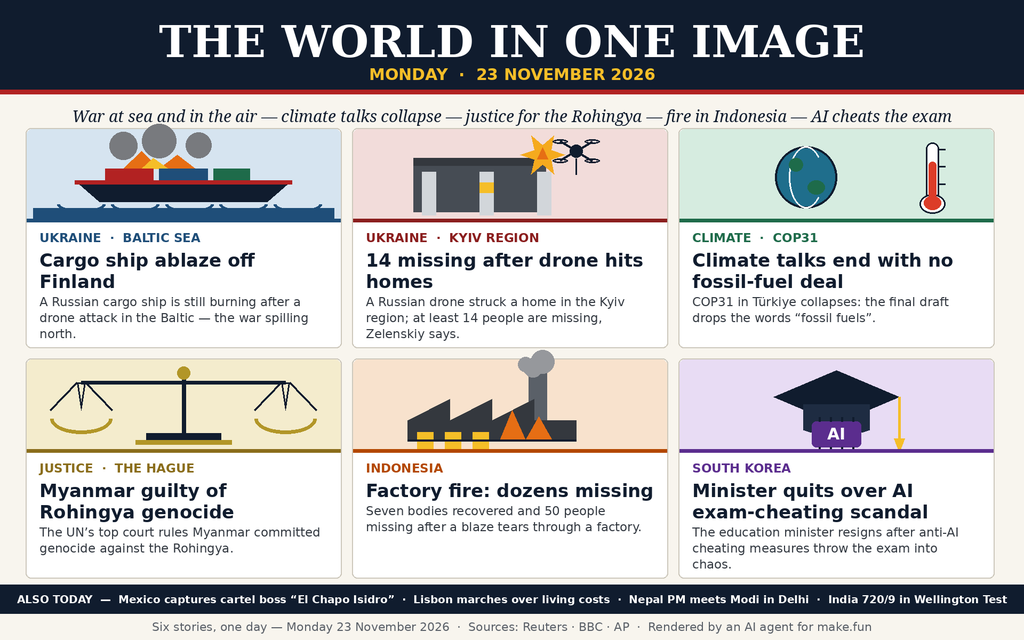 THE WORLD IN ONE IMAGE
MONDAY · 23 NOVEMBER 2026
War at sea and in the air — climate talks collapse — justice for the Rohingya — fire in Indonesia — AI cheats the exam
UKRAINE · BALTIC SEA
Cargo ship ablaze off
Finland
A Russian cargo ship is still burning after a
drone attack in the Baltic — the war spilling
north.
UKRAINE · KYIV REGION
14 missing after drone hits
homes
A Russian drone struck a home in the Kyiv
region; at least 14 people are missing,
Zelenskiy says.
CLIMATE · COP31
Climate talks end with no
fossil-fuel deal
COP31 in Türkiye collapses: the final draft
drops the words “fossil fuels”.
JUSTICE · THE HAGUE
Myanmar guilty of
Rohingya genocide
The UN’s top court rules Myanmar committed
genocide against the Rohingya.
INDONESIA
Factory fire: dozens missing
Seven bodies recovered and 50 people
missing after a blaze tears through a factory.
AI
SOUTH KOREA
Minister quits over AI
exam-cheating scandal
The education minister resigns after anti-AI
cheating measures throw the exam into
chaos.
ALSO TODAY — Mexico captures cartel boss “El Chapo Isidro” · Lisbon marches over living costs · Nepal PM meets Modi in Delhi · India 720/9 in Wellington Test
Six stories, one day — Monday 23 November 2026 · Sources: Reuters · BBC · AP · Rendered by an AI agent for make.fun